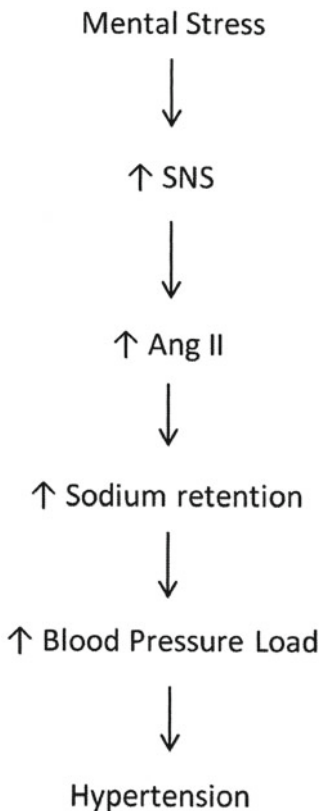 Mental Stress
↑ SNS
↑ Ang II
↑ Sodium retention
↑ Blood Pressure Load
Hypertension